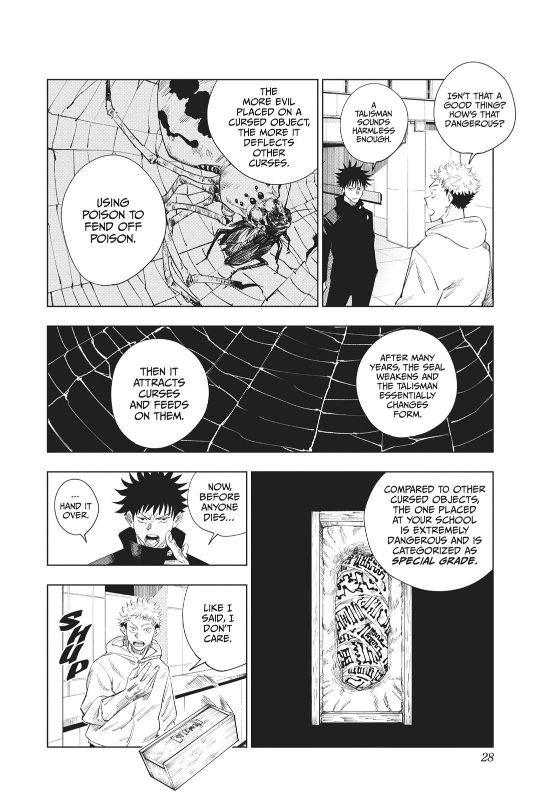 ISN'T THAT A
GOOD THING?
HOW'S THAT
DANGEROUS?
A
TALISMAN
SOUNDS
HARMLESS
ENOUGH.
THE
MORE EVIL
PLACED ON A
CURSED OBJECT,
THE MORE IT
DEFLECTS
OTHER
CURSES.
USING
POISON TO
FEND OFF
POISON.
AFTER MANY
YEARS, THE SEAL
WEAKENS AND
THE TALISMAN
ESSENTIALLY
CHANGES
FORM.
THEN IT
ATTRACTS
CURSES
AND FEEDS
ON THEM.
COMPARED TO OTHER
CURSED OBJECTS,
THE ONE PLACED
AT YOUR SCHOOL
IS EXTREMELY
DANGEROUS AND IS
CATEGORIZED AS
SPECIAL GRADE.
NOW,
BEFORE
ANYONE
DIES...
...
HAND IT
OVER.
LIKE I
SAID, I
DON'T
CARE.
SHUP
28